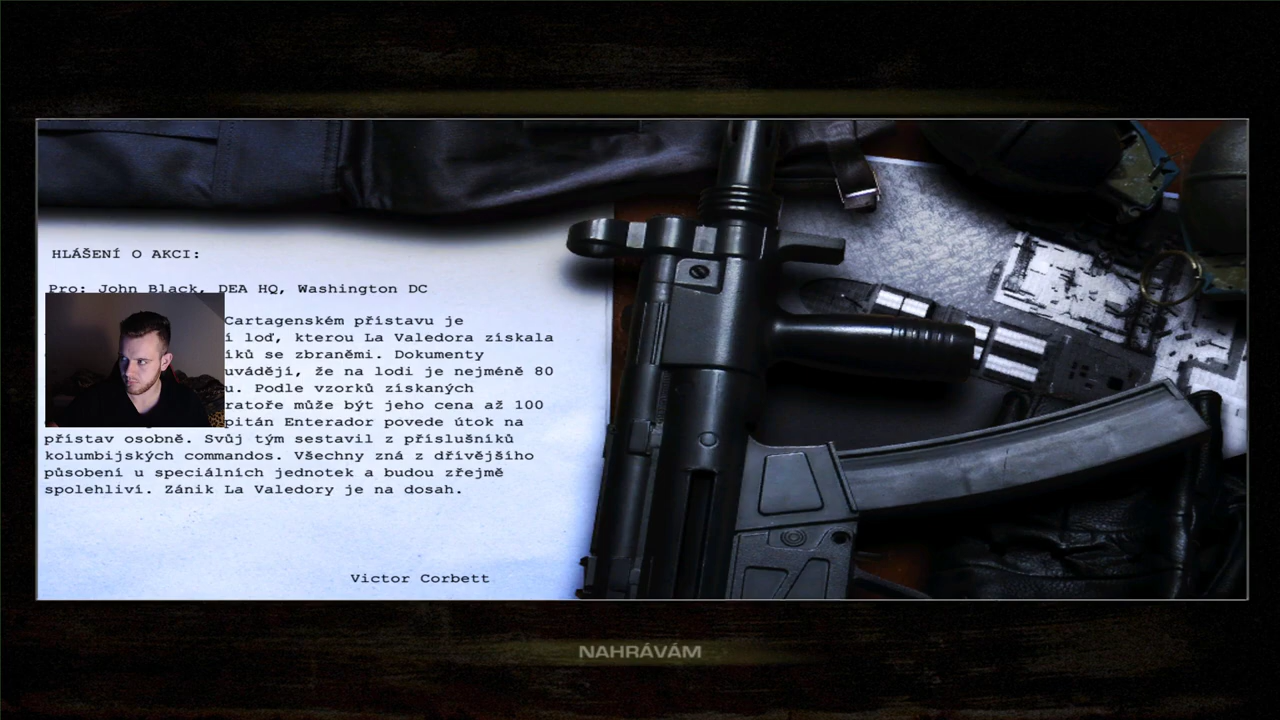 HLÁŠENÍ O AKCI:
Pro: John Black, DEA HQ, Washington DC
Cartagenském přístavu je
loď, kterou La Valedora získala
se zbraněmi. Dokumenty
uvádějí, že na lodi je nejméně 80
Podle vzorků získaných
může být jeho cena až 100
Enterador povede útok na
přístav osobně. Svůj tým sestavil z příslušníků
kolumbijských commandos. Všechny zná z dřívějšího
působení u speciálních jednotek a budou zřejmě
spolehliví. Zánik La Valedory je na dosah.
Victor Corbett
NAHRÁVÁM